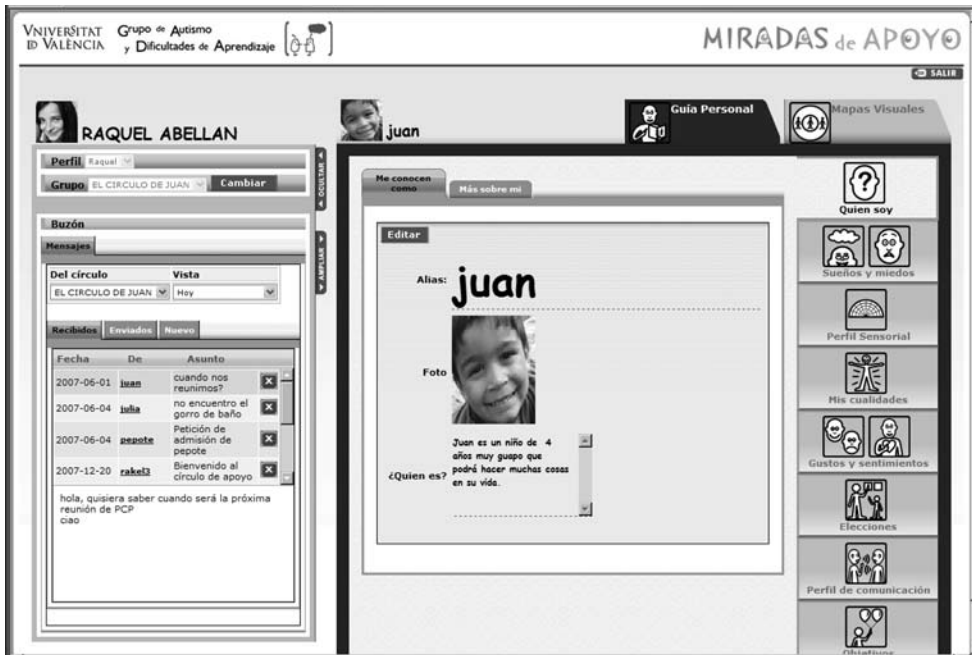 VNIVERSITAT
ID VALÈNCIA
Grupo de Autismo
y Dificultades de Aprendizaje
MIRADAS de APOYO
SALIR
RAQUEL ABELLAN
juan
Guía Personal
Mapas Visuales
Perfil Raquel
Grupo EL CIRCULO DE JUAN Cambiar
OCULTAR
AMPLIAR
Buzón
Mensajes
Del círculo Vista
EL CIRCULO DE JUAN Hoy
Recibidos Enviados Nuevo
Fecha De Asunto
2007-06-01 juan cuando nos
reunimos?
2007-06-04 julia no encuentro el
gorro de baño
2007-06-04 pepote Petición de
admisión de
pepote
2007-12-20 rakel3 Bienvenido al
círculo de apoyo
hola, quisiera saber cuando será la próxima
reunión de PCP
ciao
Me conocen
como
Más sobre mi
Editar
Alias: juan
Foto
¿Quien es?
Juan es un niño de 4
años muy guapo que
podrá hacer muchas cosas
en su vida.
Quien soy
Sueños y miedos
Perfil Sensorial
Mis cualidades
Gustos y sentimientos
Elecciones
Perfil de comunicación
Objetivos